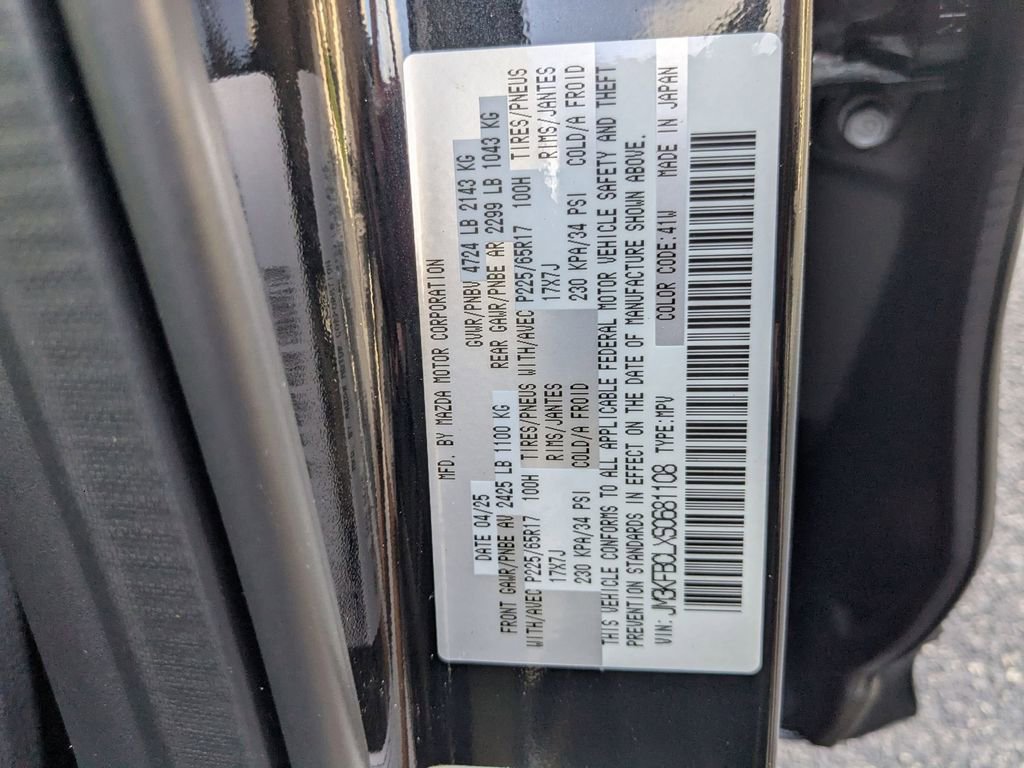 MFD. BY MAZDA MOTOR CORPORATION
DATE 04/25 GVWR/PNBV 4724 LB 2143 KG
FRONT GAWR/PNBE AV 2425 LB 1100 KG REAR GAWR/PNBE AR 2299 LB 1043 KG
WITH/AVEC P225/65R17 100H TIRES/PNEUS WITH/AVEC P225/65R17 100H TIRES/PNEUS
17X7J RIMS/JANTES 17X7J RIMS/JANTES
230 KPA/34 PSI COLD/A FROID 230 KPA/34 PSI COLD/A FROID
THIS VEHICLE CONFORMS TO ALL APPLICABLE FEDERAL MOTOR VEHICLE SAFETY AND THEFT
PREVENTION STANDARDS IN EFFECT ON THE DATE OF MANUFACTURE SHOWN ABOVE.
VIN: JM3KFBCLXS0681108 TYPE:MPV COLOR CODE:41W MADE IN JAPAN